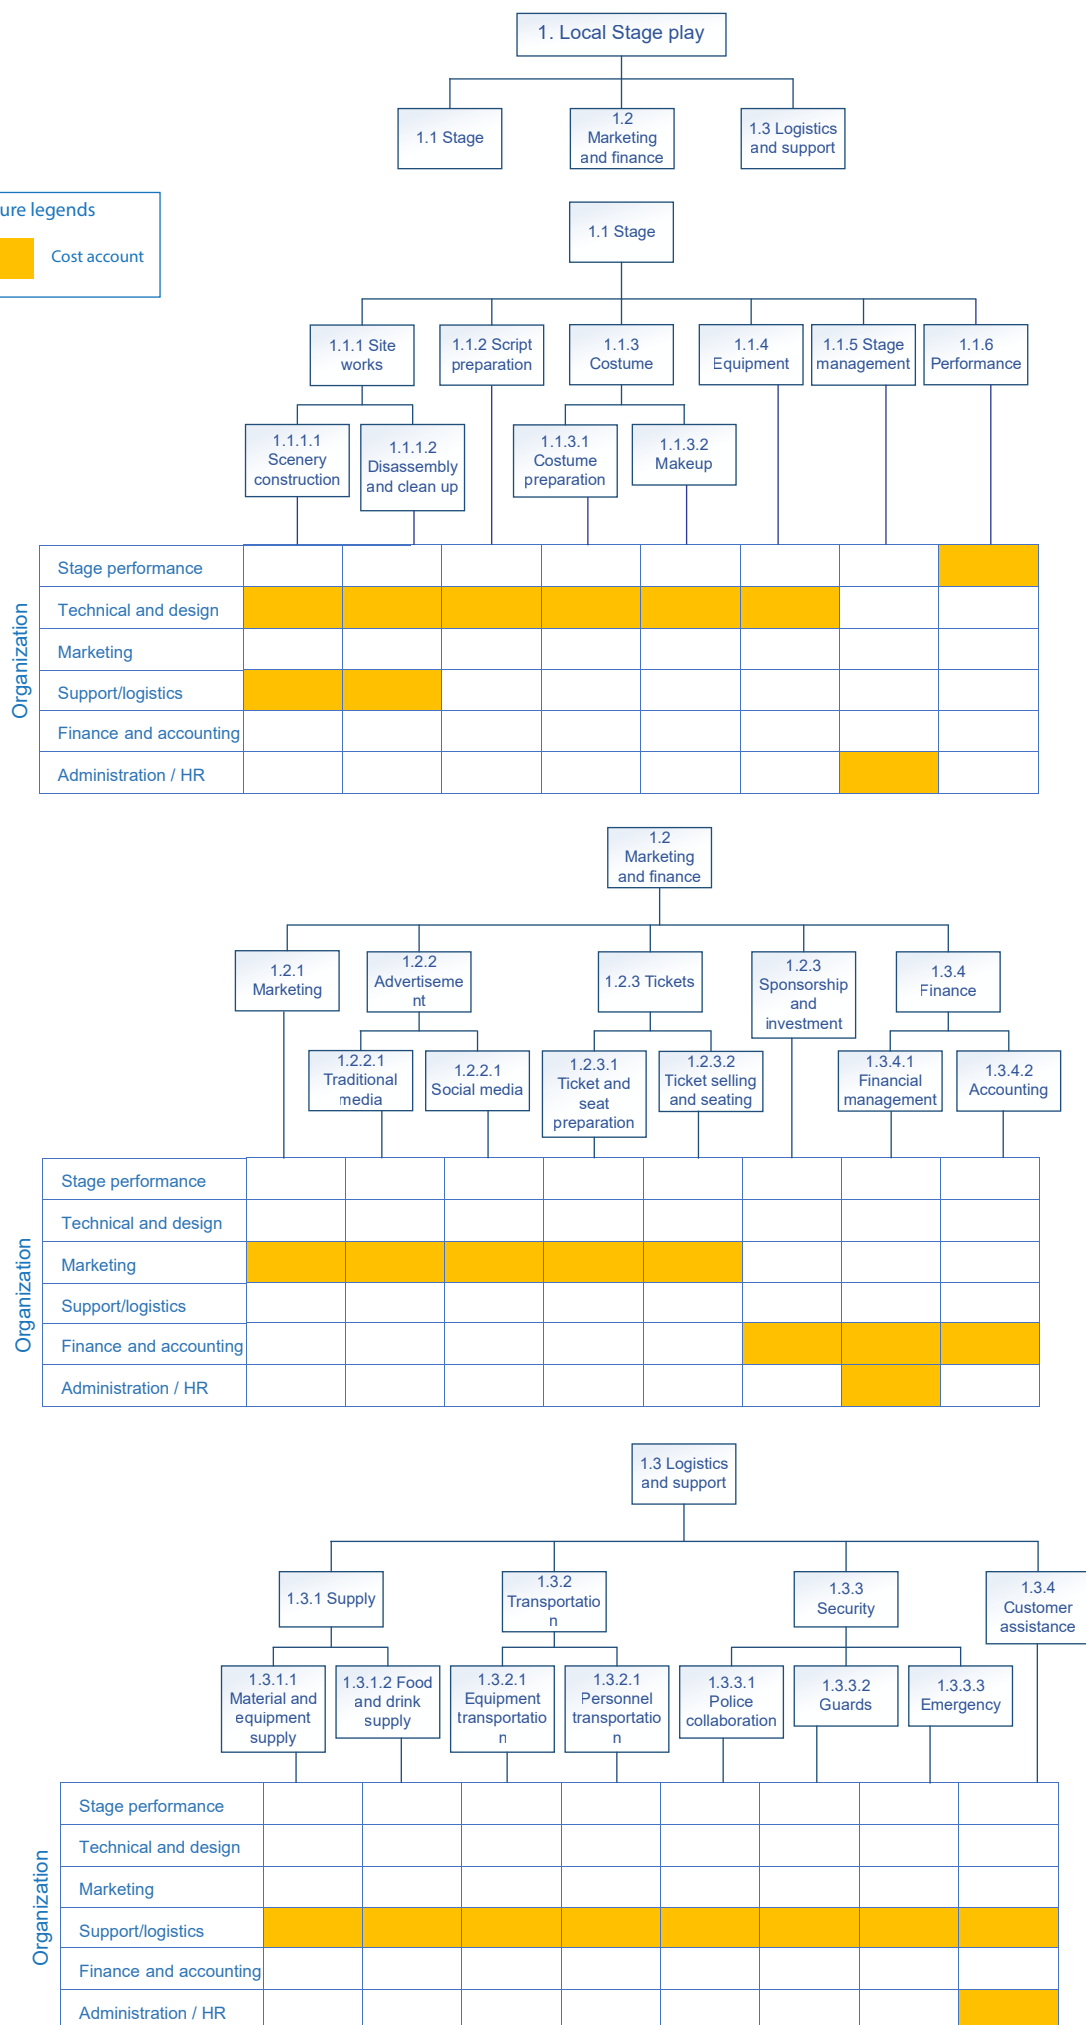 1. Local Stage play
1.1 Stage
1.2
Marketing
and finance
1.3 Logistics
and support
ure legends
Cost account
1.1 Stage
1.1.1 Site
works
1.1.2 Script
preparation
1.1.3
Costume
1.1.4
Equipment
1.1.5 Stage
management
1.1.6
Performance
1.1.1.1
Scenery
construction
1.1.1.2
Disassembly
and clean up
1.1.3.1
Costume
preparation
1.1.3.2
Makeup
Organization
Stage performance
Technical and design
Marketing
Support/logistics
Finance and accounting
Administration / HR
1.2
Marketing
and finance
1.2.1
Marketing
1.2.2
Advertiseme
nt
1.2.3 Tickets
1.2.3
Sponsorship
and
investment
1.3.4
Finance
1.2.2.1
Traditional
media
1.2.2.1
Social media
1.2.3.1
Ticket and
seat
preparation
1.2.3.2
Ticket selling
and seating
1.3.4.1
Financial
management
1.3.4.2
Accounting
Organization
Stage performance
Technical and design
Marketing
Support/logistics
Finance and accounting
Administration / HR
1.3 Logistics
and support
1.3.1 Supply
1.3.2
Transportatio
n
1.3.3
Security
1.3.4
Customer
assistance
1.3.1.1
Material and
equipment
supply
1.3.1.2 Food
and drink
supply
1.3.2.1
Equipment
transportatio
n
1.3.2.1
Personnel
transportatio
n
1.3.3.1
Police
collaboration
1.3.3.2
Guards
1.3.3.3
Emergency
Organization
Stage performance
Technical and design
Marketing
Support/logistics
Finance and accounting
Administration / HR